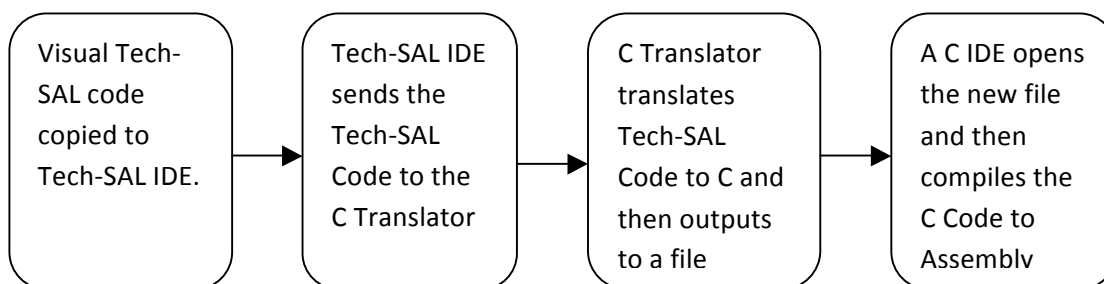 Visual Tech-
SAL code
copied to
Tech-SAL IDE.
Tech-SAL IDE
sends the
Tech-SAL
Code to the
C Translator
C Translator
translates
Tech-SAL
Code to C and
then outputs
to a file
A C IDE opens
the new file
and then
compiles the
C Code to
Assembly